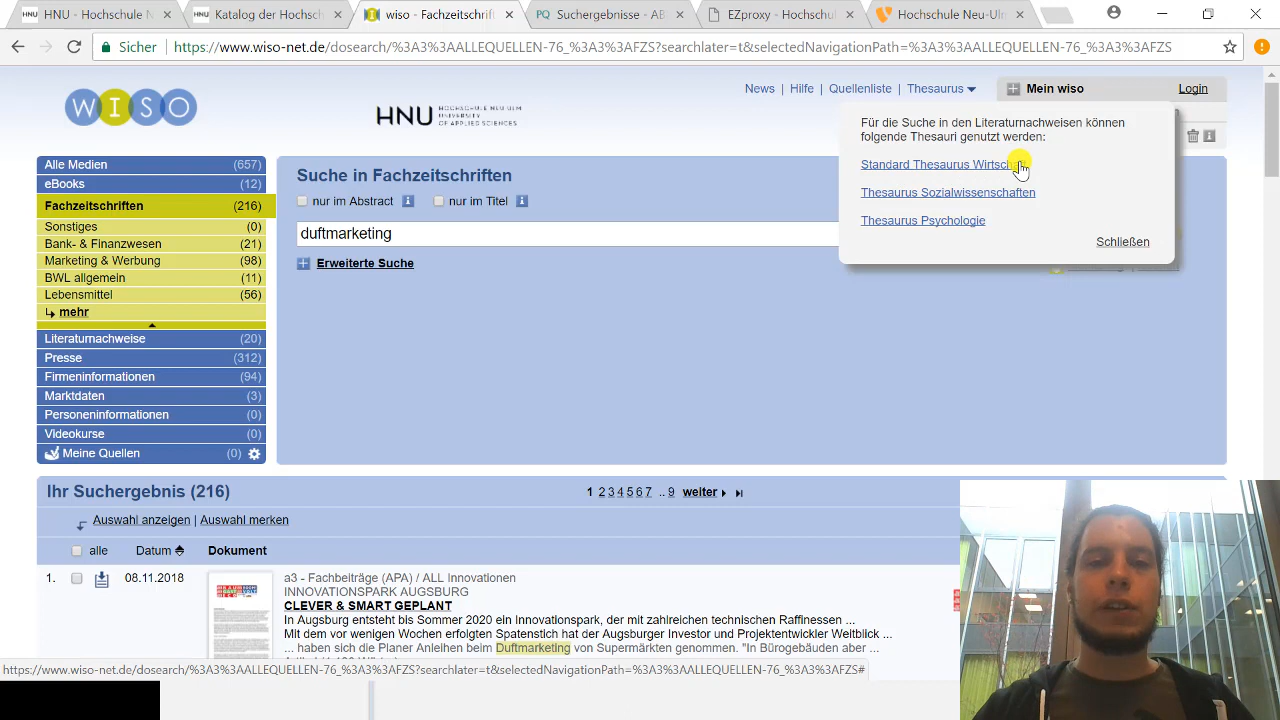 HNU - Hochschule N
Katalog der Hochsch
wiso - Fachzeitschrif
PQ Suchergebnisse - AB
EZproxy - Hochschul
Hochschule Neu-Ulm
Sicher https://www.wiso-net.de/dosearch/%3A3%3AALLEQUELLEN-76_%3A3%3AFZS?searchlater=t&selectedNavigationPath=%3A3%3AALLEQUELLEN-76_%3A3%3AFZS
WISO
HNU HOCHSCHULE NEU ULM
UNIVERSITY
OF APPLIED SCIENCES
News | Hilfe | Quellenliste | Thesaurus
Mein wiso
Login
Für die Suche in den Literaturnachweisen können
folgende Thesauri genutzt werden:
Standard Thesaurus Wirtschaft
Thesaurus Sozialwissenschaften
Thesaurus Psychologie
Schließen
Alle Medien (657)
eBooks (12)
Fachzeitschriften (216)
Sonstiges (0)
Bank- & Finanzwesen (21)
Marketing & Werbung (98)
BWL allgemein (11)
Lebensmittel (56)
mehr
Literaturnachweise (20)
Presse (312)
Firmeninformationen (94)
Marktdaten (3)
Personeninformationen (0)
Videokurse (0)
Meine Quellen (0)
Suche in Fachzeitschriften
nur im Abstract
nur im Titel
duftmarketing
Erweiterte Suche
Ihr Suchergebnis (216)
1 2 3 4 5 6 7 .. 9 weiter
Auswahl anzeigen | Auswahl merken
alle Datum Dokument
1. 08.11.2018
a3 - Fachbeiträge (APA) / ALL Innovationen
INNOVATIONSPARK AUGSBURG
CLEVER & SMART GEPLANT
In Augsburg entsteht bis Sommer 2020 ein Innovationspark, der mit zahlreichen technischen Raffinessen ...
Mit dem vor wenigen Wochen erfolgten Spatenstich hat der Augsburger Investor und Projektentwickler Weitblick ...
... haben sich die Planer Anleihen beim Duftmarketing von Supermärkten genommen. "In Bürogebäuden aber ...
https://www.wiso-net.de/dosearch/%3A3%3AALLEQUELLEN-76_%3A3%3AFZS?searchlater=t&selectedNavigationPath=%3A3%3AALLEQUELLEN-76_%3A3%3AFZS#